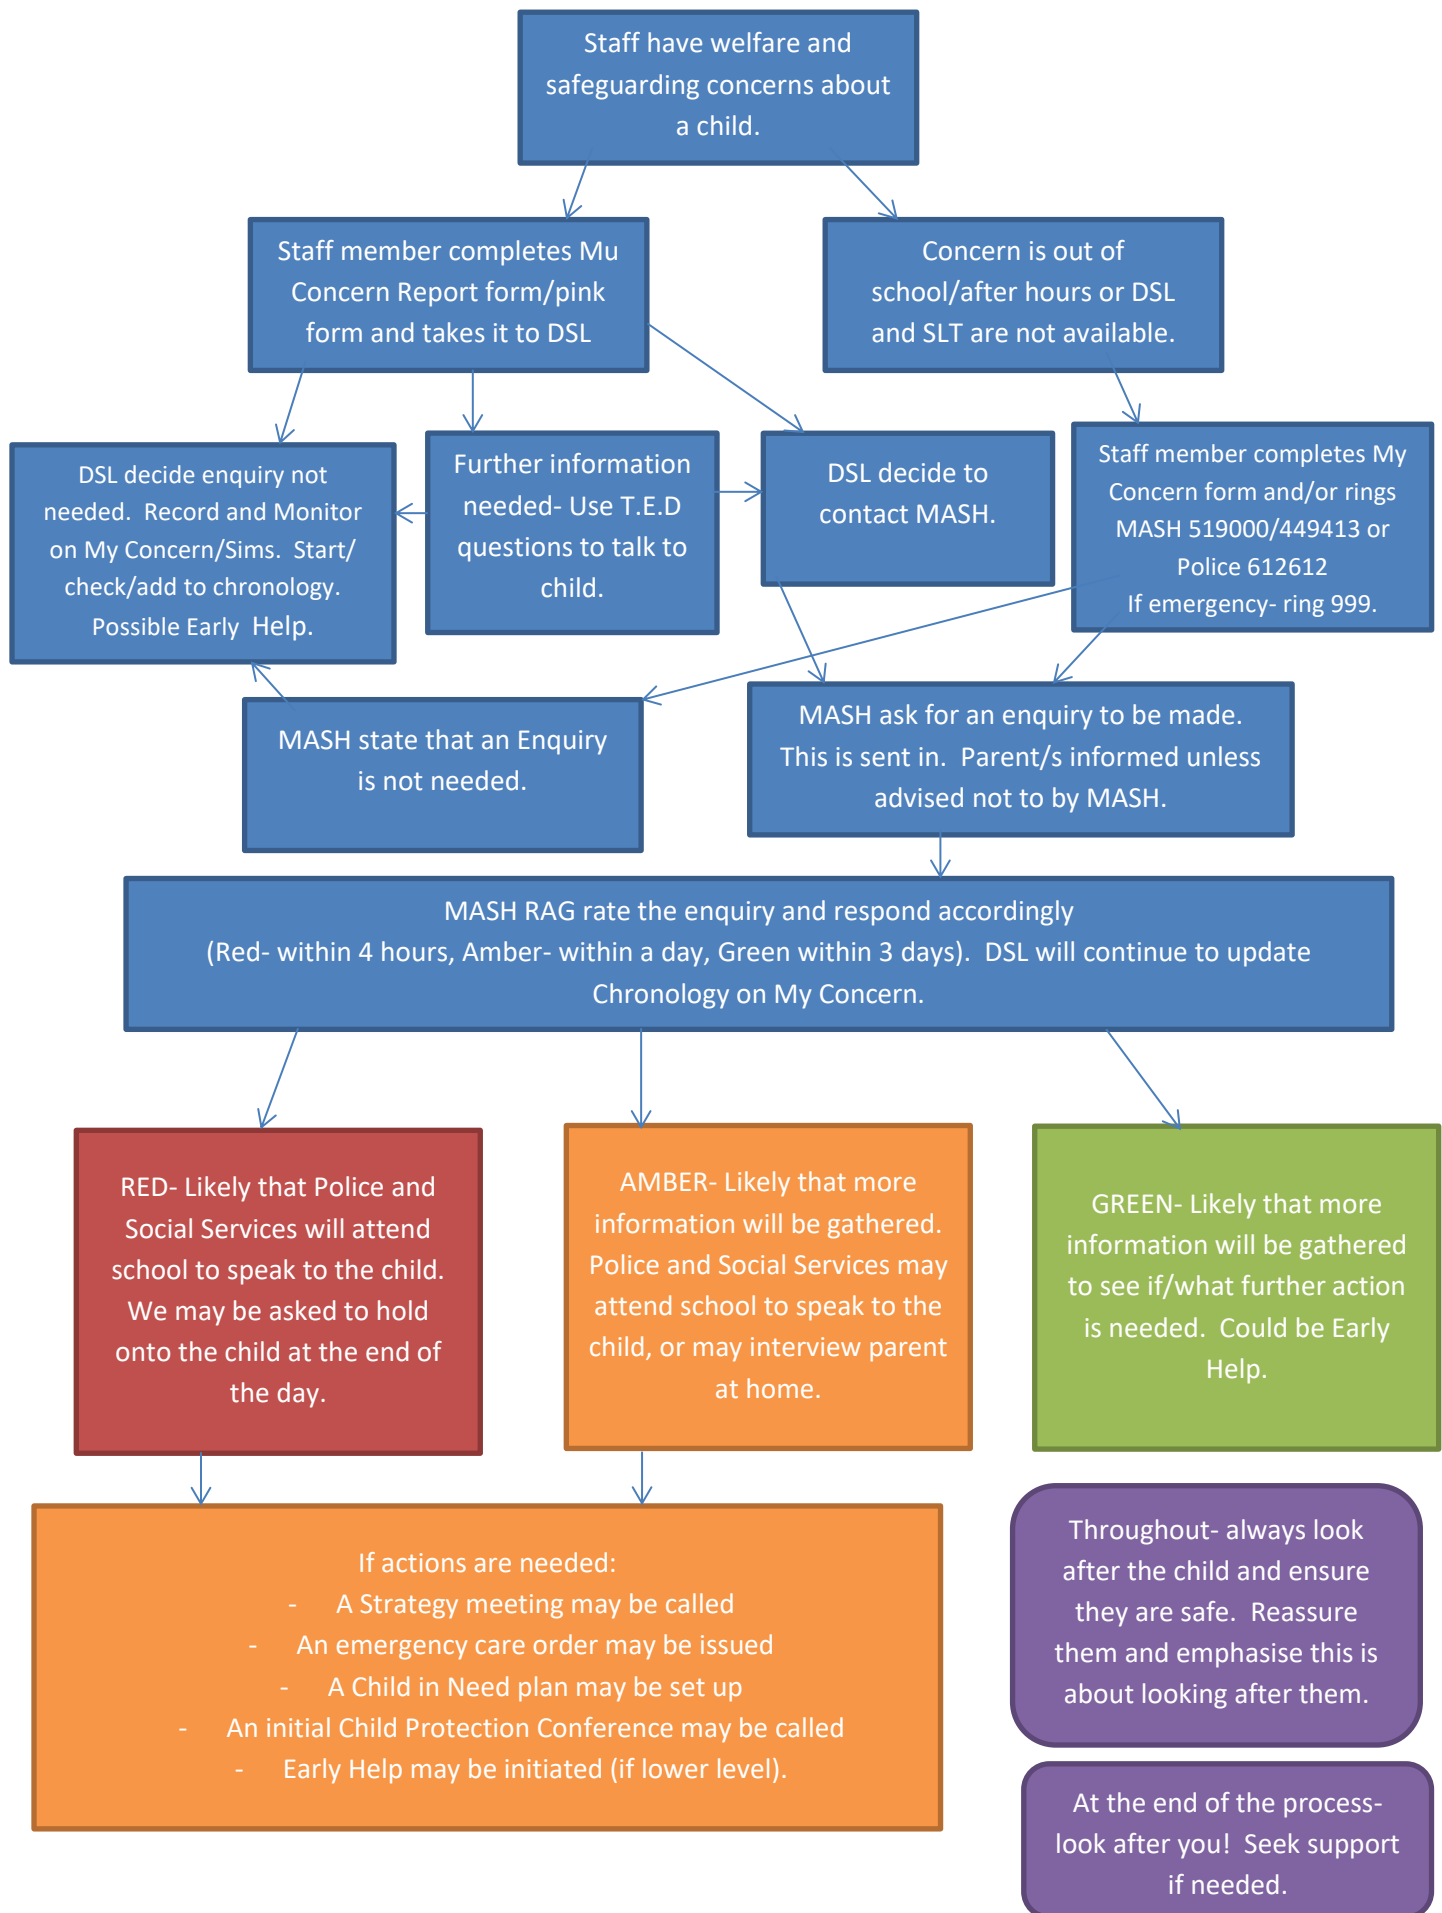 Staff have welfare and
safeguarding concerns about
a child.
Staff member completes Mu
Concern Report form/pink
form and takes it to DSL
Concern is out of
school/after hours or DSL
and SLT are not available.
DSL decide enquiry not
needed.  Record and Monitor
on My Concern/Sims.  Start/
check/add to chronology.
Possible Early  Help.
Further information
needed- Use T.E.D
questions to talk to
child.
DSL decide to
contact MASH.
Staff member completes My
Concern form and/or rings
MASH 519000/449413 or
Police 612612
If emergency- ring 999.
MASH state that an Enquiry
is not needed.
MASH ask for an enquiry to be made.
This is sent in.  Parent/s informed unless
advised not to by MASH.
MASH RAG rate the enquiry and respond accordingly
(Red- within 4 hours, Amber- within a day, Green within 3 days).  DSL will continue to update
Chronology on My Concern.
RED- Likely that Police and
Social Services will attend
school to speak to the child.
We may be asked to hold
onto the child at the end of
the day.
AMBER- Likely that more
information will be gathered.
Police and Social Services may
attend school to speak to the
child, or may interview parent
at home.
GREEN- Likely that more
information will be gathered
to see if/what further action
is needed.  Could be Early
Help.
If actions are needed:
- A Strategy meeting may be called
- An emergency care order may be issued
- A Child in Need plan may be set up
- An initial Child Protection Conference may be called
- Early Help may be initiated (if lower level).
Throughout- always look
after the child and ensure
they are safe.  Reassure
them and emphasise this is
about looking after them.
At the end of the process-
look after you!  Seek support
if needed.